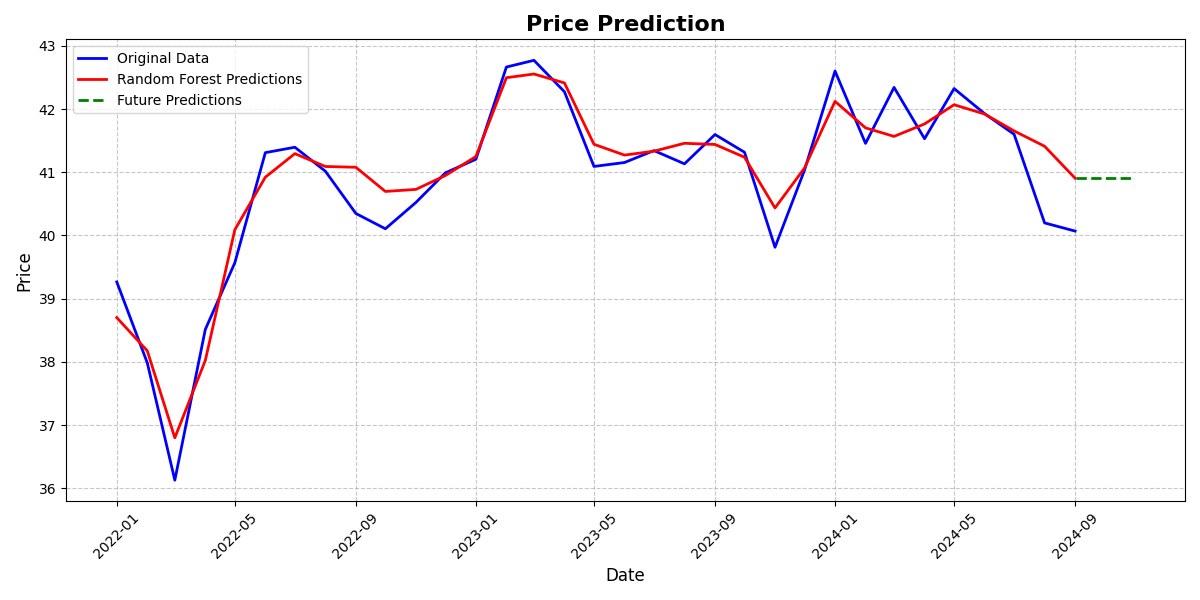 Price Prediction
Original Data
Random Forest Predictions
Future Predictions
Price
43
42
41
40
39
38
37
36
2022-01
2022-05
2022-09
2023-01
2023-05
2023-09
2024-01
2024-05
2024-09
Date